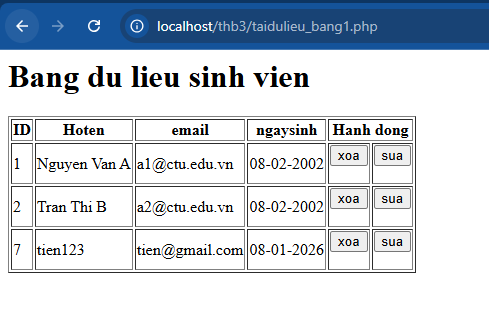 localhost/thb3/taidulieu_bang1.php
Bang du lieu sinh vien
ID Hoten email ngaysinh Hanh dong
1 Nguyen Van A a1@ctu.edu.vn 08-02-2002 xoa sua
2 Tran Thi B a2@ctu.edu.vn 08-02-2002 xoa sua
7 tien123 tien@gmail.com 08-01-2026 xoa sua